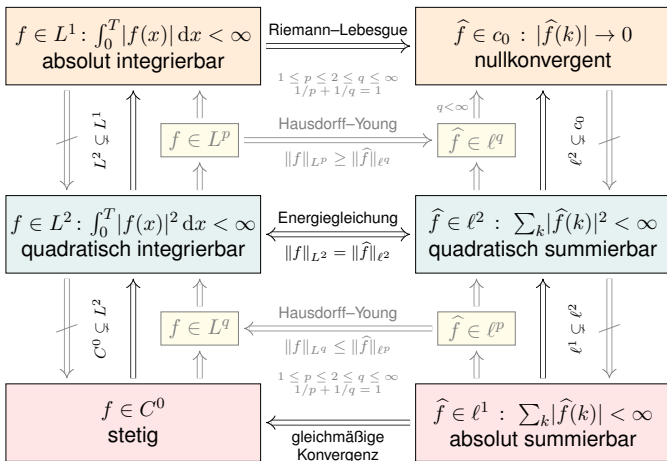 f ∈ L¹ : ∫₀ᵀ|f(x)| dx < ∞
absolut integrierbar
Riemann–Lebesgue
f̂ ∈ c₀ : |f̂(k)| → 0
nullkonvergent
1 ≤ p ≤ 2 ≤ q ≤ ∞
1/p + 1/q = 1
q<∞
L² ⊊ L¹
f ∈ Lᵖ
Hausdorff–Young
‖f‖_{Lᵖ} ≥ ‖f̂‖_{ℓ^q}
f̂ ∈ ℓ^q
ℓ² ⊊ c₀
f ∈ L² : ∫₀ᵀ|f(x)|² dx < ∞
quadratisch integrierbar
Energiegleichung
‖f‖_{L²} = ‖f̂‖_{ℓ²}
f̂ ∈ ℓ² : ∑ₖ|f̂(k)|² < ∞
quadratisch summierbar
C⁰ ⊊ L²
f ∈ L^q
Hausdorff–Young
‖f‖_{L^q} ≤ ‖f̂‖_{ℓᵖ}
f̂ ∈ ℓᵖ
ℓ¹ ⊊ ℓ²
1 ≤ p ≤ 2 ≤ q ≤ ∞
1/p + 1/q = 1
f ∈ C⁰
stetig
gleichmäßige
Konvergenz
f̂ ∈ ℓ¹ : ∑ₖ|f̂(k)| < ∞
absolut summierbar